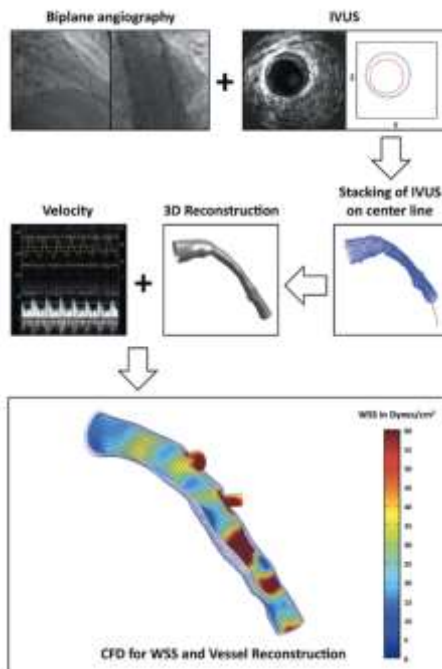 Biplane angiography
IVUS
+
Stacking of IVUS
on center line
Velocity
3D Reconstruction
+
WSS in Dynes/cm²
CFD for WSS and Vessel Reconstruction